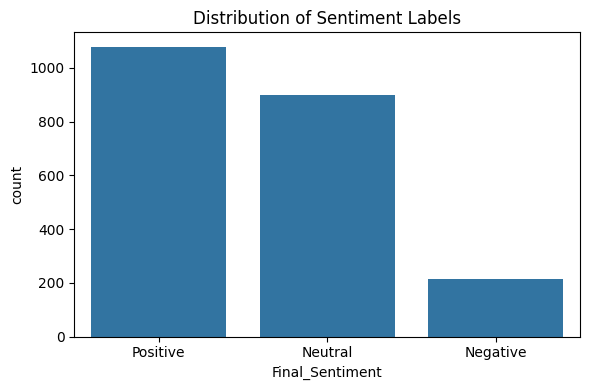 Distribution of Sentiment Labels
1000
800
600
400
200
0
count
Positive Neutral Negative
Final_Sentiment